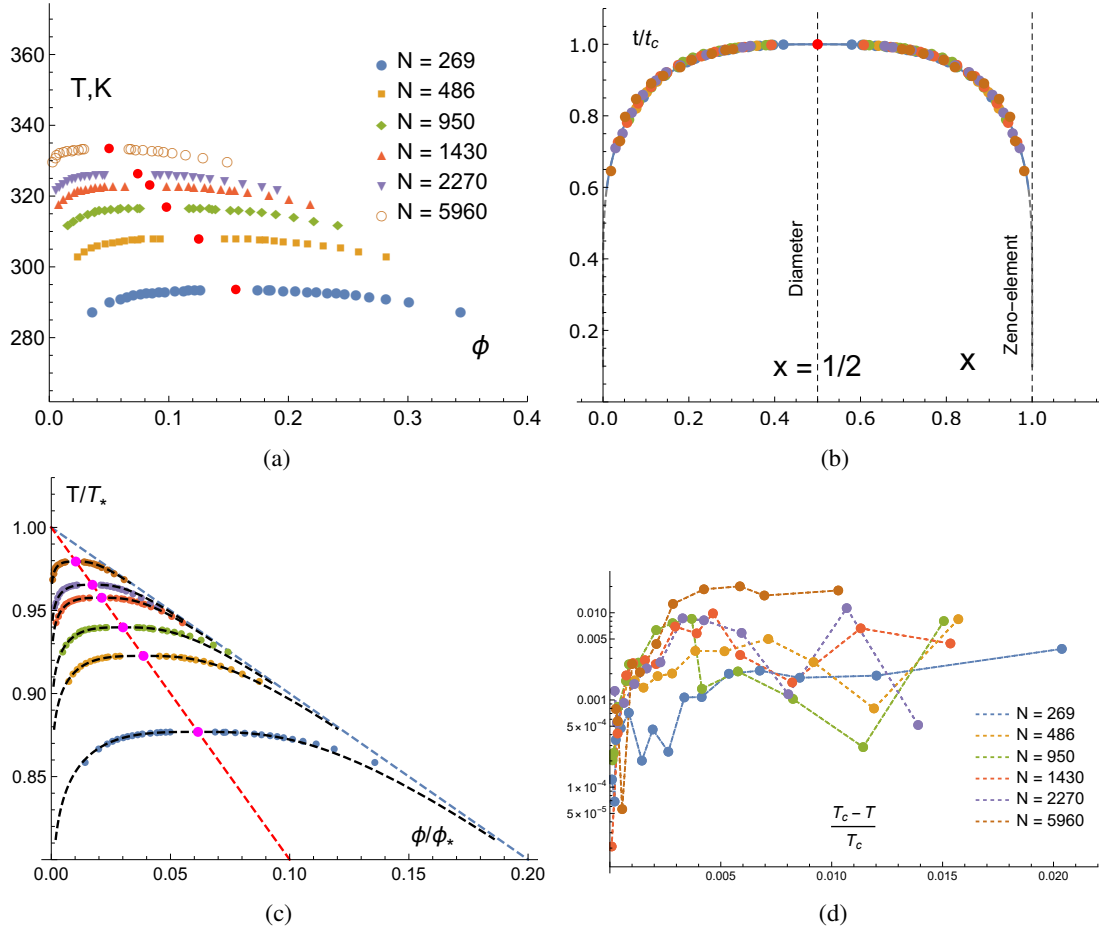 T,K
N = 269
N = 486
N = 950
N = 1430
N = 2270
N = 5960
360
340
320
300
280
ϕ
0.0 0.1 0.2 0.3 0.4
(a)
t/t_c
1.0
0.8
0.6
0.4
0.2
Diameter
Zeno-element
x = 1/2
x
0.0 0.2 0.4 0.6 0.8 1.0
(b)
T/T_*
1.00
0.95
0.90
0.85
ϕ/ϕ_*
0.00 0.05 0.10 0.15 0.20
(c)
0.010
0.005
0.001
5×10⁻⁴
1×10⁻⁴
5×10⁻⁵
N = 269
N = 486
N = 950
N = 1430
N = 2270
N = 5960
T_c - T
T_c
0.005 0.010 0.015 0.020
(d)